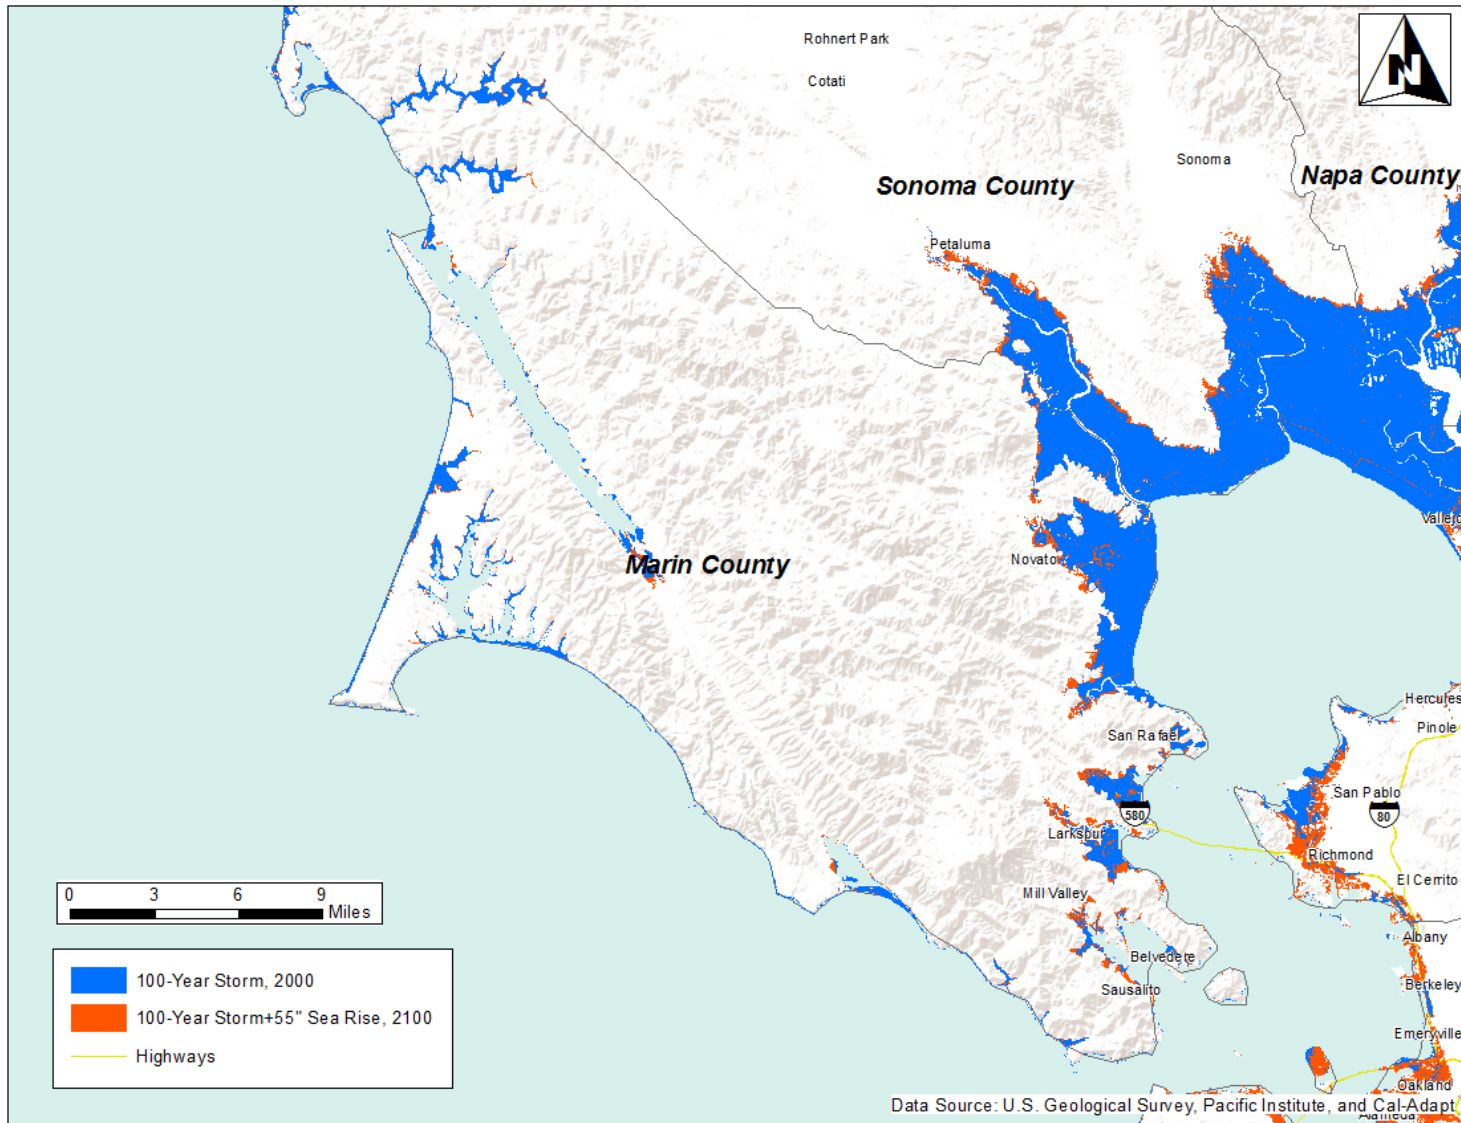 Rohnert Park
Cotati
N
Sonoma
Sonoma County
Napa County
Petaluma
Vallejo
Novato
Marin County
Hercules
Pinole
San Rafael
San Pablo
580
80
Larkspur
Richmond
El Cerrito
Mill Valley
Albany
Belvedere
Berkeley
Sausalito
Emeryville
Oakland
Alameda
0 3 6 9
Miles
100-Year Storm, 2000
100-Year Storm+55" Sea Rise, 2100
Highways
Data Source: U.S. Geological Survey, Pacific Institute, and Cal-Adapt